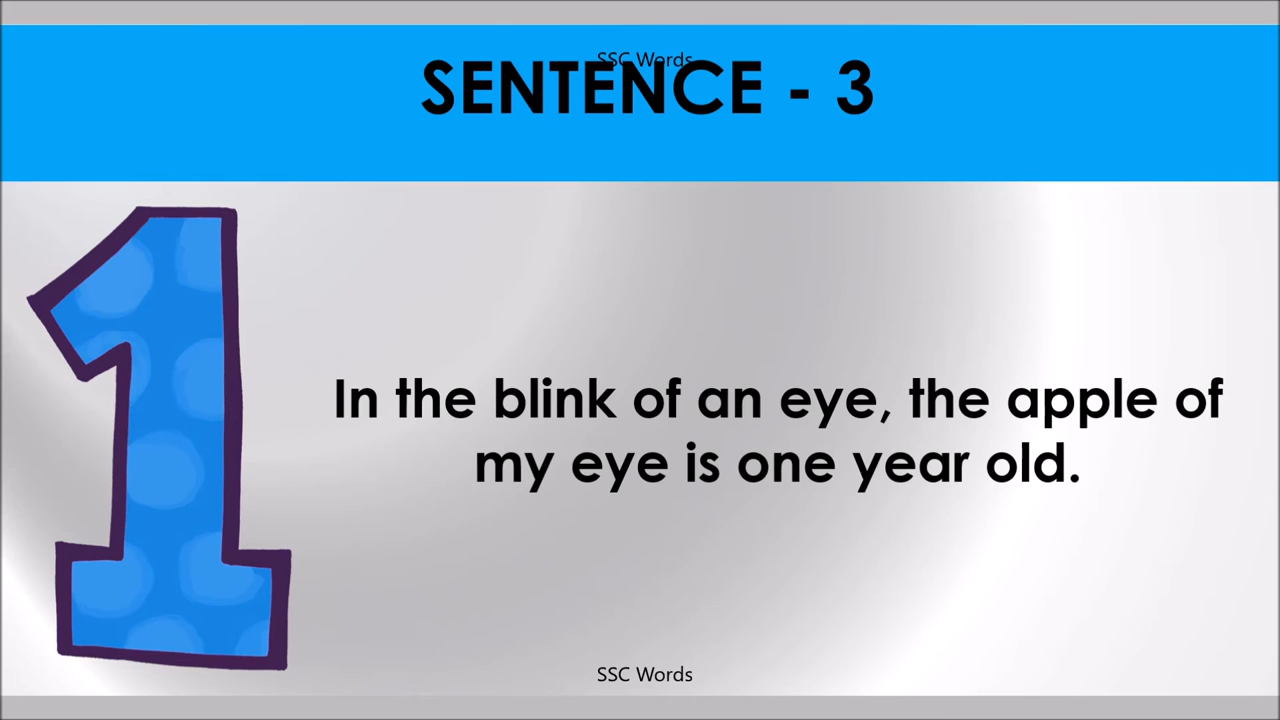 SSC Words
SENTENCE - 3
1
In the blink of an eye, the apple of
my eye is one year old.
SSC Words